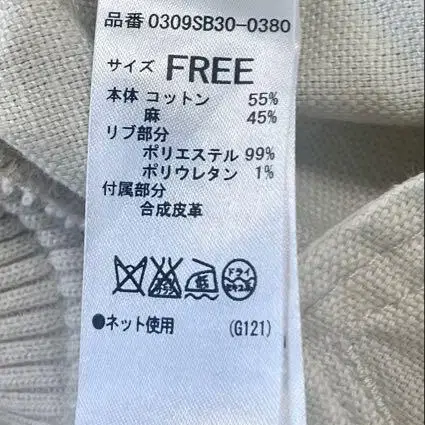 品番 0309SB30-0380
サイズ FREE
本体 コットン 55%
麻 45%
リブ部分
ポリエステル 99%
ポリウレタン 1%
付属部分
合成皮革
低 ドライ
●ネット使用 (G121)